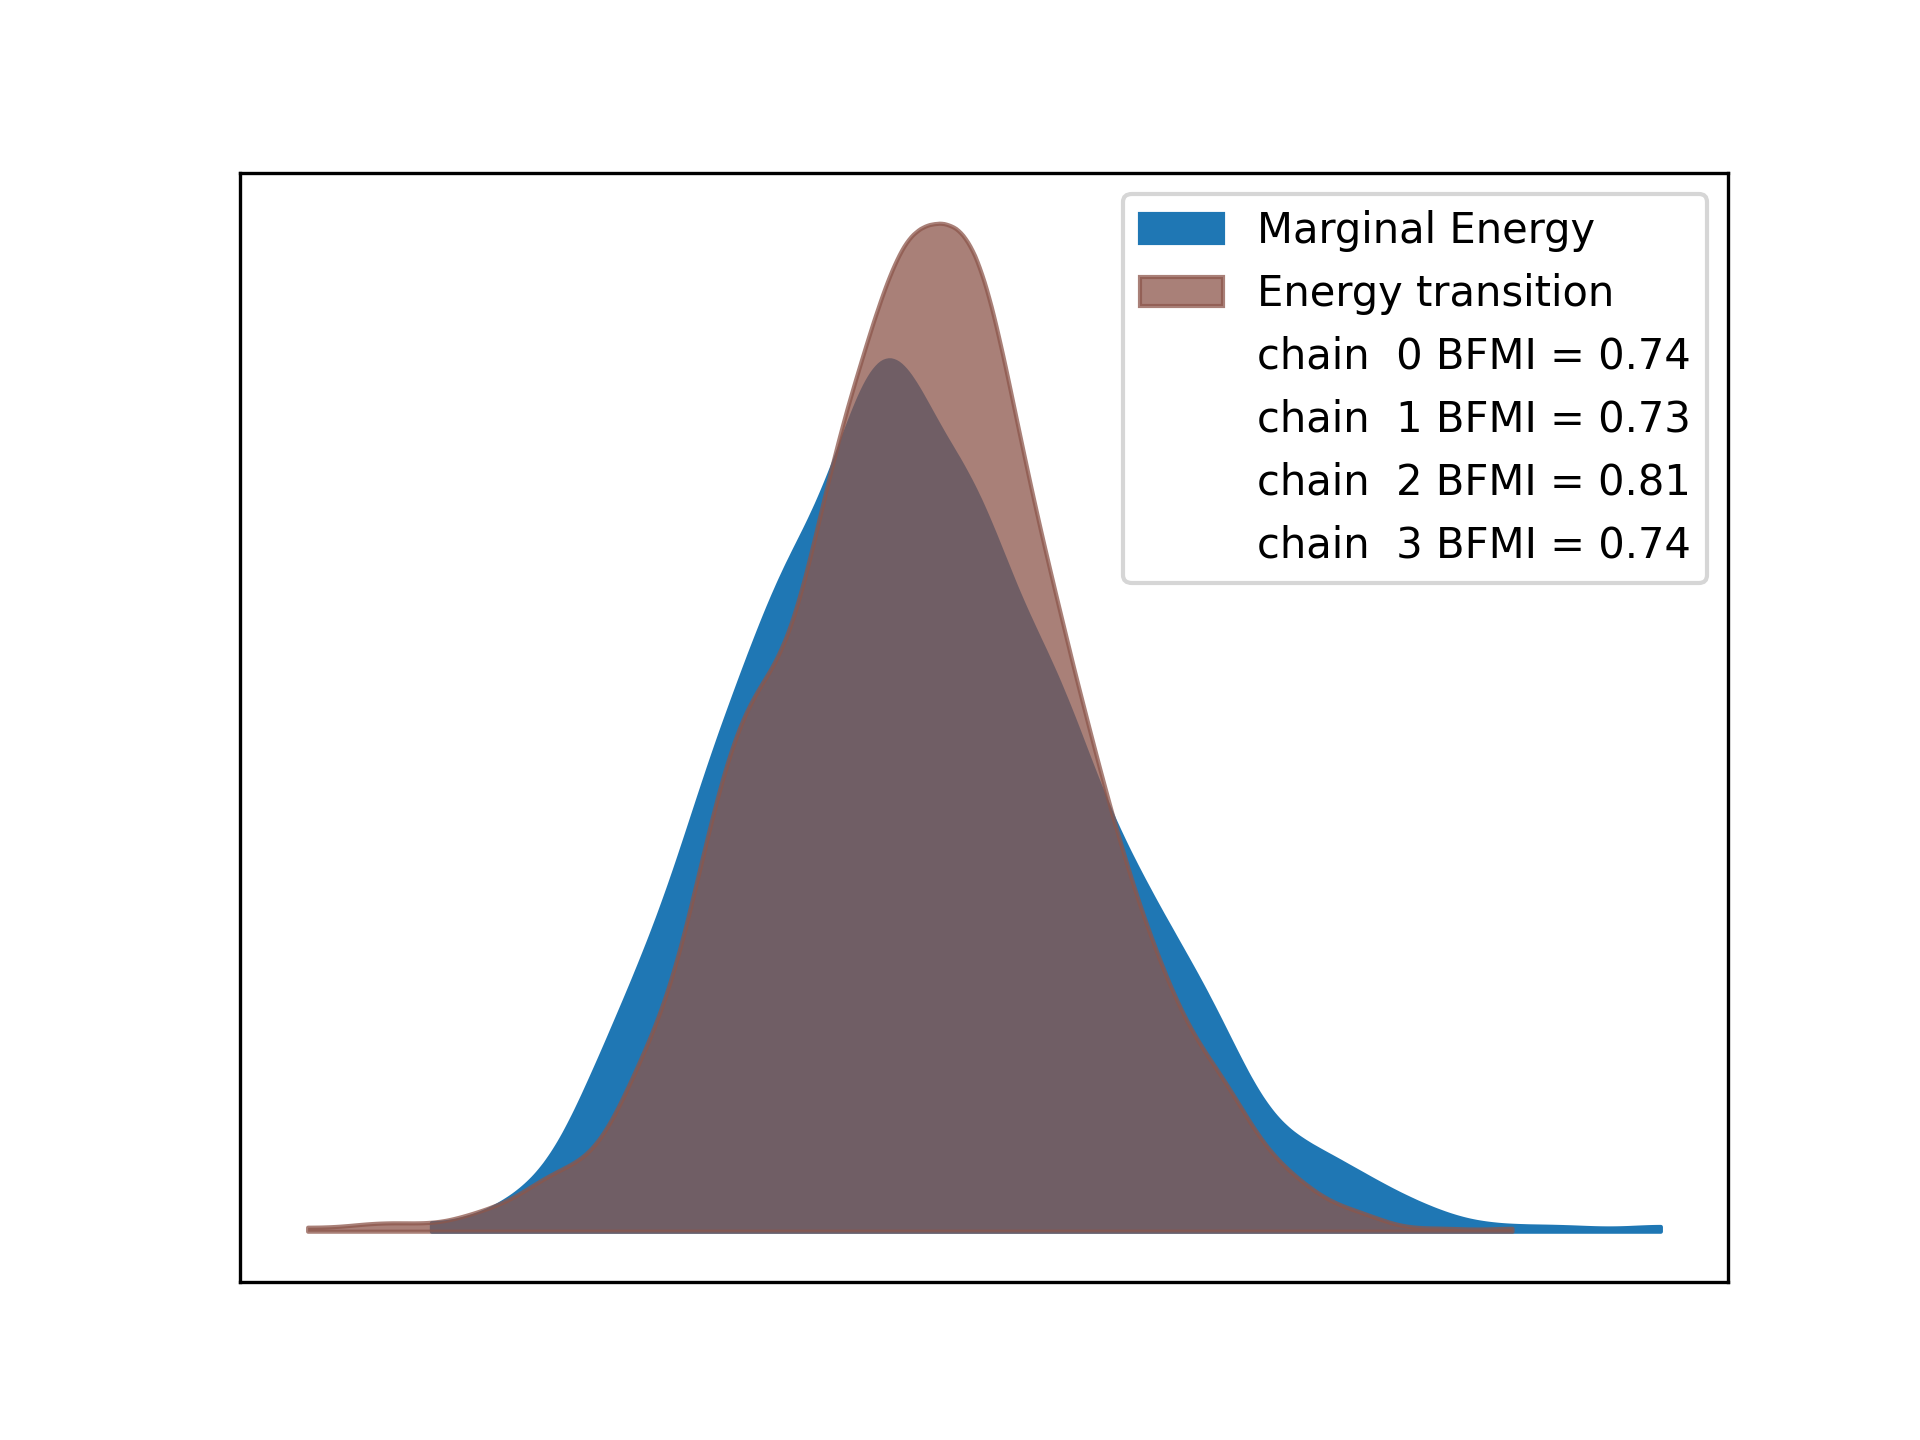 Marginal Energy
Energy transition
chain  0 BFMI = 0.74
chain  1 BFMI = 0.73
chain  2 BFMI = 0.81
chain  3 BFMI = 0.74